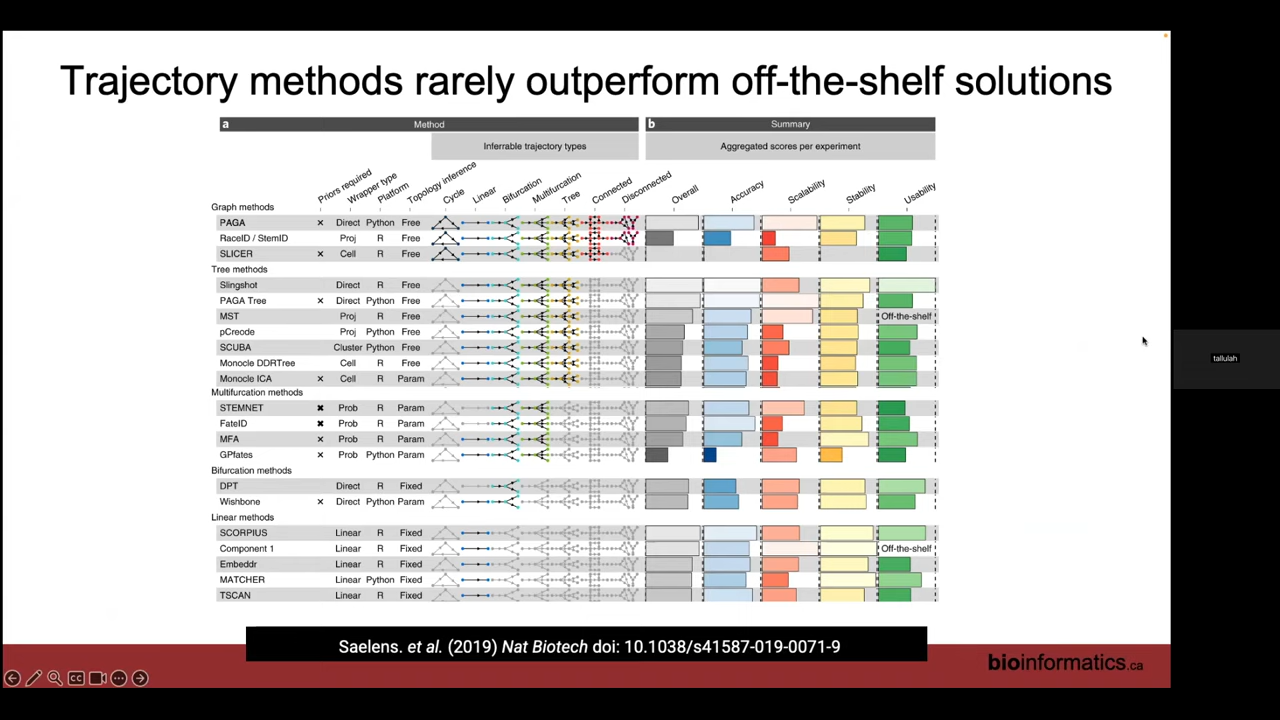 Trajectory methods rarely outperform off-the-shelf solutions
a Method b Summary
Inferrable trajectory types Aggregated scores per experiment
Priors required Wrapper type Platform Topology inference Cycle Linear Bifurcation Multifurcation Tree Connected Disconnected Overall Accuracy Scalability Stability Usability
Graph methods
PAGA × Direct Python Free
RaceID / StemID Proj R Free
SLICER × Cell R Free
Tree methods
Slingshot Direct R Free
PAGA Tree × Direct Python Free
MST Proj R Free Off-the-shelf
pCreode Proj Python Free
SCUBA Cluster Python Free
Monocle DDRTree Cell R Free
Monocle ICA × Cell R Param
Multifurcation methods
STEMNET × Prob R Param
FateID × Prob R Param
MFA × Prob R Param
GPfates × Prob Python Param
Bifurcation methods
DPT Direct R Fixed
Wishbone × Direct Python Param
Linear methods
SCORPIUS Linear R Fixed
Component 1 Linear R Fixed Off-the-shelf
Embeddr Linear R Fixed
MATCHER Linear Python Fixed
TSCAN Linear R Fixed
Saelens. et al. (2019) Nat Biotech doi: 10.1038/s41587-019-0071-9
bioinformatics.ca
CC
tallulah